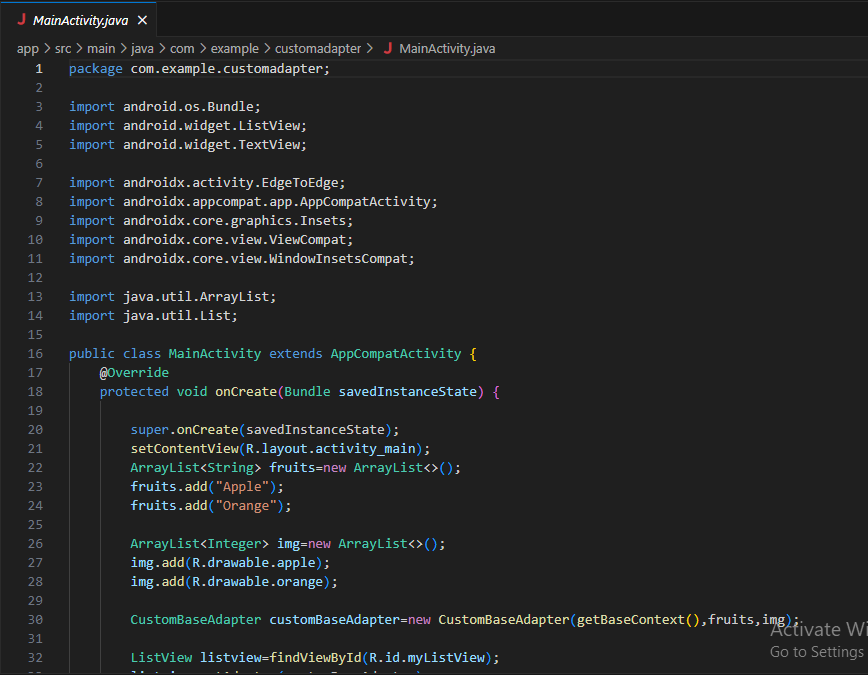 J MainActivity.java ✕
app > src > main > java > com > example > customadapter > J MainActivity.java
1 package com.example.customadapter;
2
3 import android.os.Bundle;
4 import android.widget.ListView;
5 import android.widget.TextView;
6
7 import androidx.activity.EdgeToEdge;
8 import androidx.appcompat.app.AppCompatActivity;
9 import androidx.core.graphics.Insets;
10 import androidx.core.view.ViewCompat;
11 import androidx.core.view.WindowInsetsCompat;
12
13 import java.util.ArrayList;
14 import java.util.List;
15
16 public class MainActivity extends AppCompatActivity {
17     @Override
18     protected void onCreate(Bundle savedInstanceState) {
19
20         super.onCreate(savedInstanceState);
21         setContentView(R.layout.activity_main);
22         ArrayList<String> fruits=new ArrayList<>();
23         fruits.add("Apple");
24         fruits.add("Orange");
25
26         ArrayList<Integer> img=new ArrayList<>();
27         img.add(R.drawable.apple);
28         img.add(R.drawable.orange);
29
30         CustomBaseAdapter customBaseAdapter=new CustomBaseAdapter(getBaseContext(),fruits,img);
Activate Wi
31
Go to Settings
32         ListView listview=findViewById(R.id.myListView);